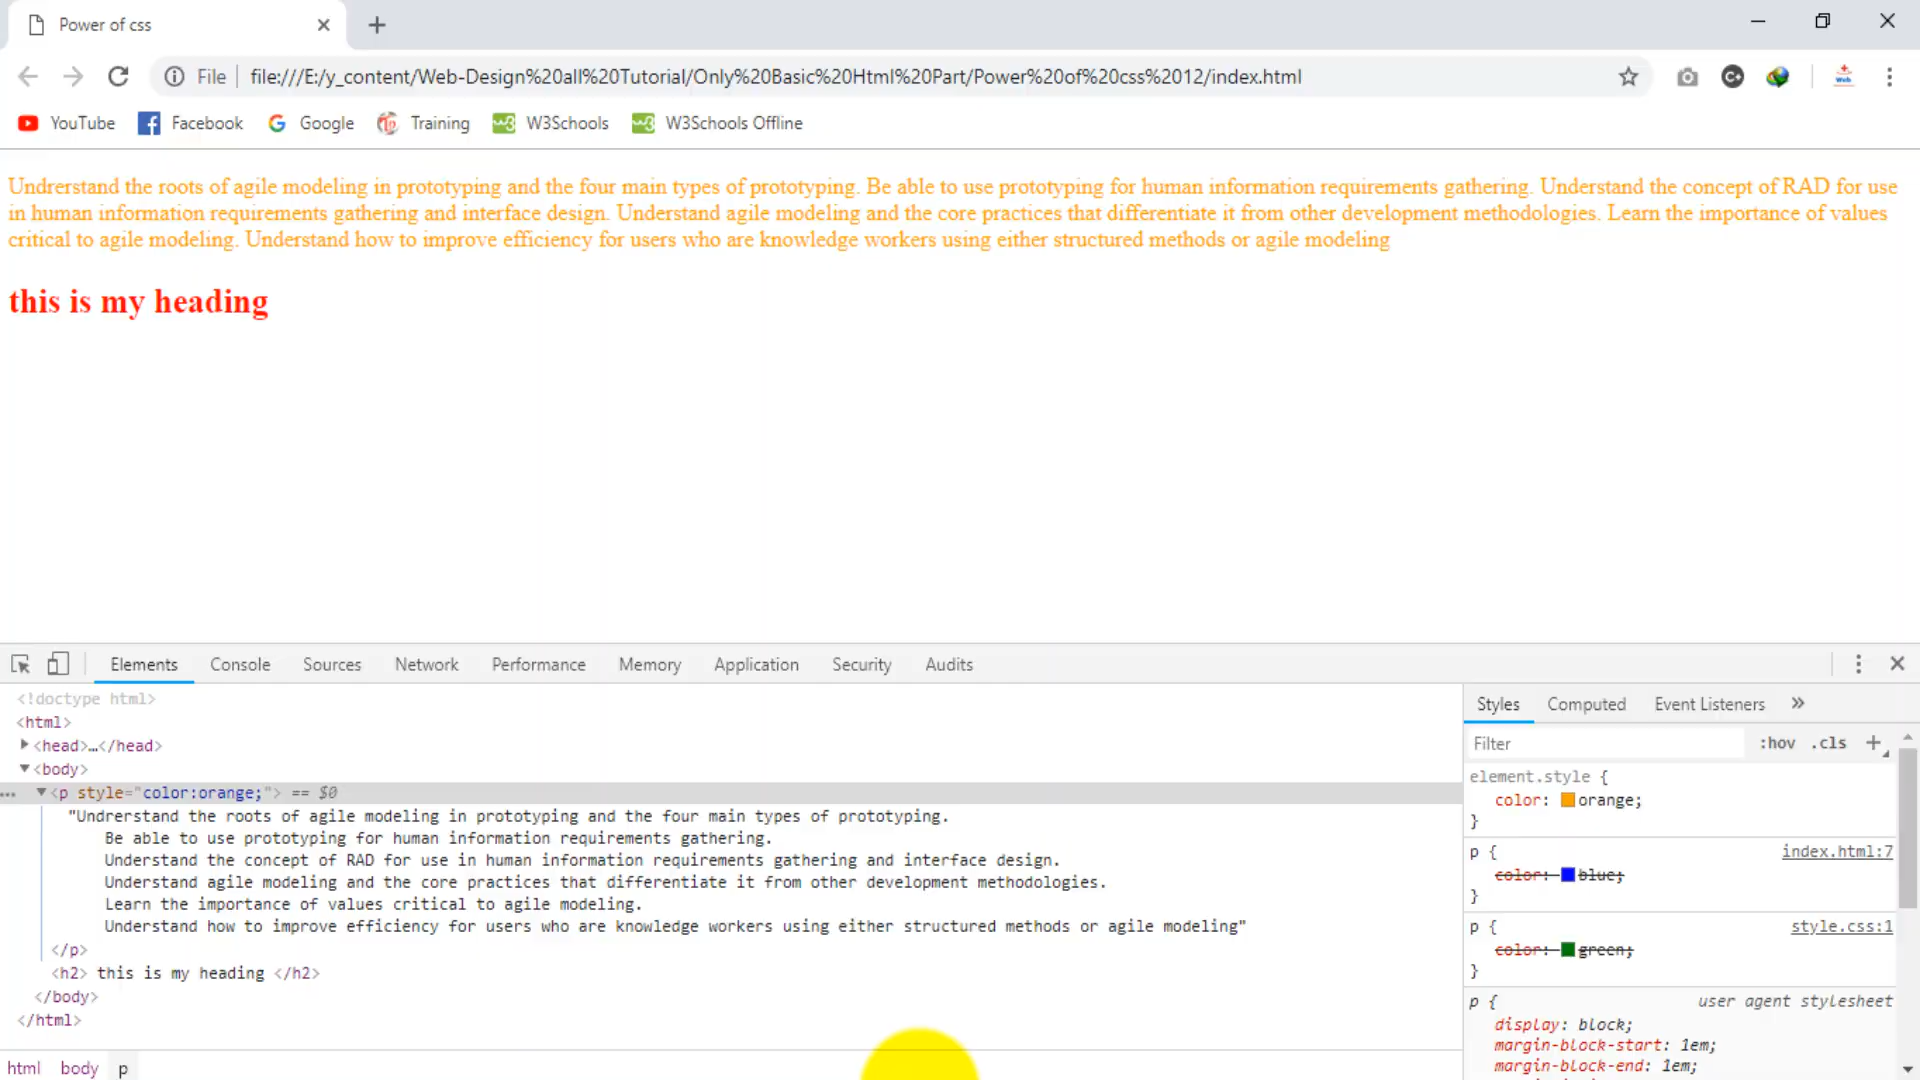 Power of css
File
file:///E:/y_content/Web-Design%20all%20Tutorial/Only%20Basic%20Html%20Part/Power%20of%20css%2012/index.html
YouTube Facebook Google Training W3Schools W3Schools Offline
Undrerstand the roots of agile modeling in prototyping and the four main types of prototyping. Be able to use prototyping for human information requirements gathering. Understand the concept of RAD for use
in human information requirements gathering and interface design. Understand agile modeling and the core practices that differentiate it from other development methodologies. Learn the importance of values
critical to agile modeling. Understand how to improve efficiency for users who are knowledge workers using either structured methods or agile modeling
this is my heading
Elements Console Sources Network Performance Memory Application Security Audits
<!doctype html>
<html>
<head>…</head>
<body>
... <p style="color:orange;"> == $0
"Undrerstand the roots of agile modeling in prototyping and the four main types of prototyping.
Be able to use prototyping for human information requirements gathering.
Understand the concept of RAD for use in human information requirements gathering and interface design.
Understand agile modeling and the core practices that differentiate it from other development methodologies.
Learn the importance of values critical to agile modeling.
Understand how to improve efficiency for users who are knowledge workers using either structured methods or agile modeling"
</p>
<h2> this is my heading </h2>
</body>
</html>
html body p
Styles Computed Event Listeners »
Filter :hov .cls +
element.style {
color: orange;
}
p { index.html:7
color: blue;
}
p { style.css:1
color: green;
}
p { user agent stylesheet
display: block;
margin-block-start: 1em;
margin-block-end: 1em;